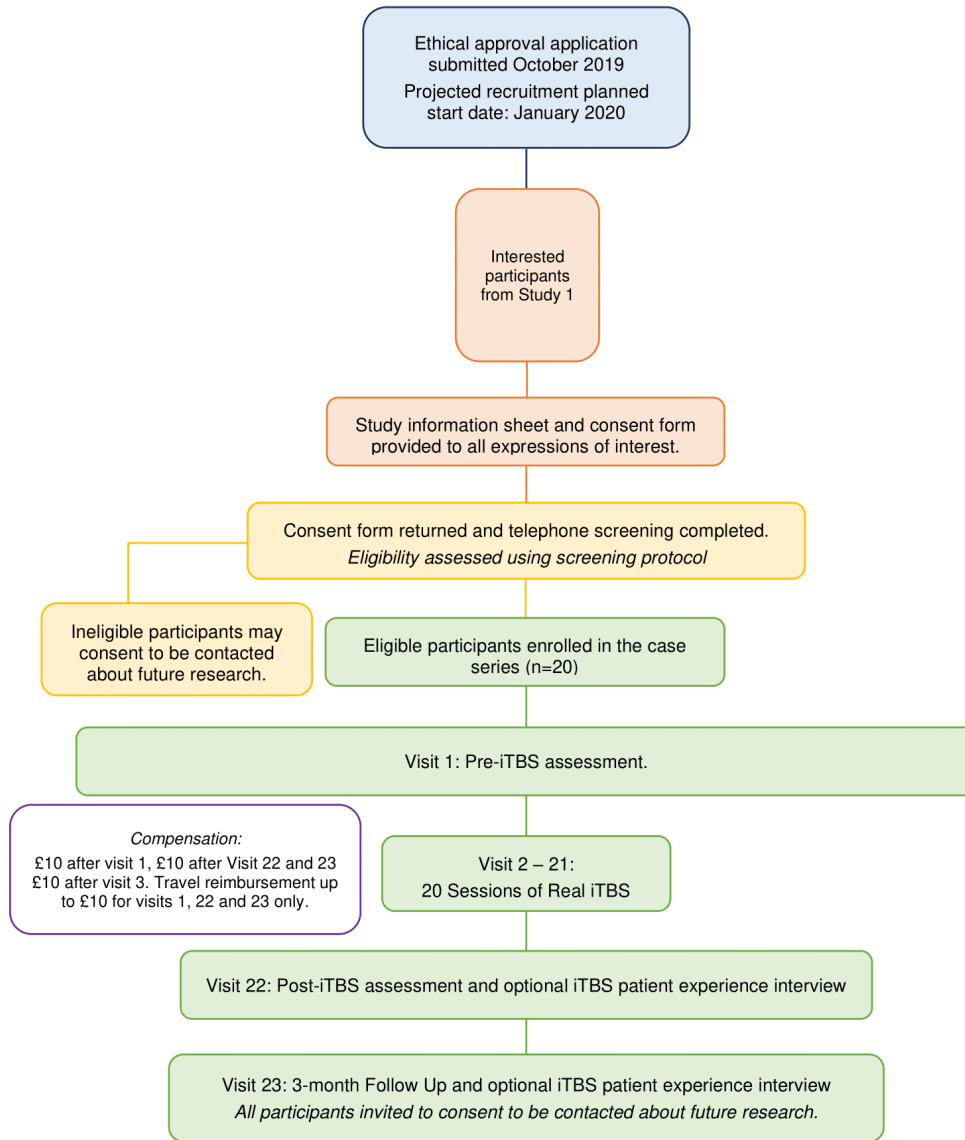 Ethical approval application
submitted October 2019
Projected recruitment planned
start date: January 2020
Interested
participants
from Study 1
Study information sheet and consent form
provided to all expressions of interest.
Consent form returned and telephone screening completed.
Eligibility assessed using screening protocol
Ineligible participants may
consent to be contacted
about future research.
Eligible participants enrolled in the case
series (n=20)
Visit 1: Pre-iTBS assessment.
Compensation:
£10 after visit 1, £10 after Visit 22 and 23
£10 after visit 3. Travel reimbursement up
to £10 for visits 1, 22 and 23 only.
Visit 2 – 21:
20 Sessions of Real iTBS
Visit 22: Post-iTBS assessment and optional iTBS patient experience interview
Visit 23: 3-month Follow Up and optional iTBS patient experience interview
All participants invited to consent to be contacted about future research.